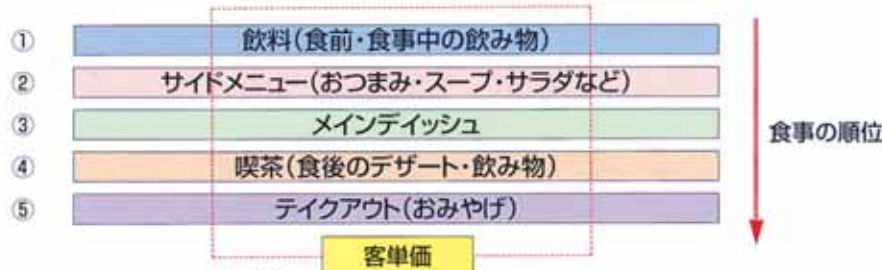 ① 飲料(食前・食事中の飲み物)
② サイドメニュー(おつまみ・スープ・サラダなど)
③ メインデイッシュ
④ 喫茶(食後のデザート・飲み物)
⑤ テイクアウト(おみやげ)
食事の順位
客単価